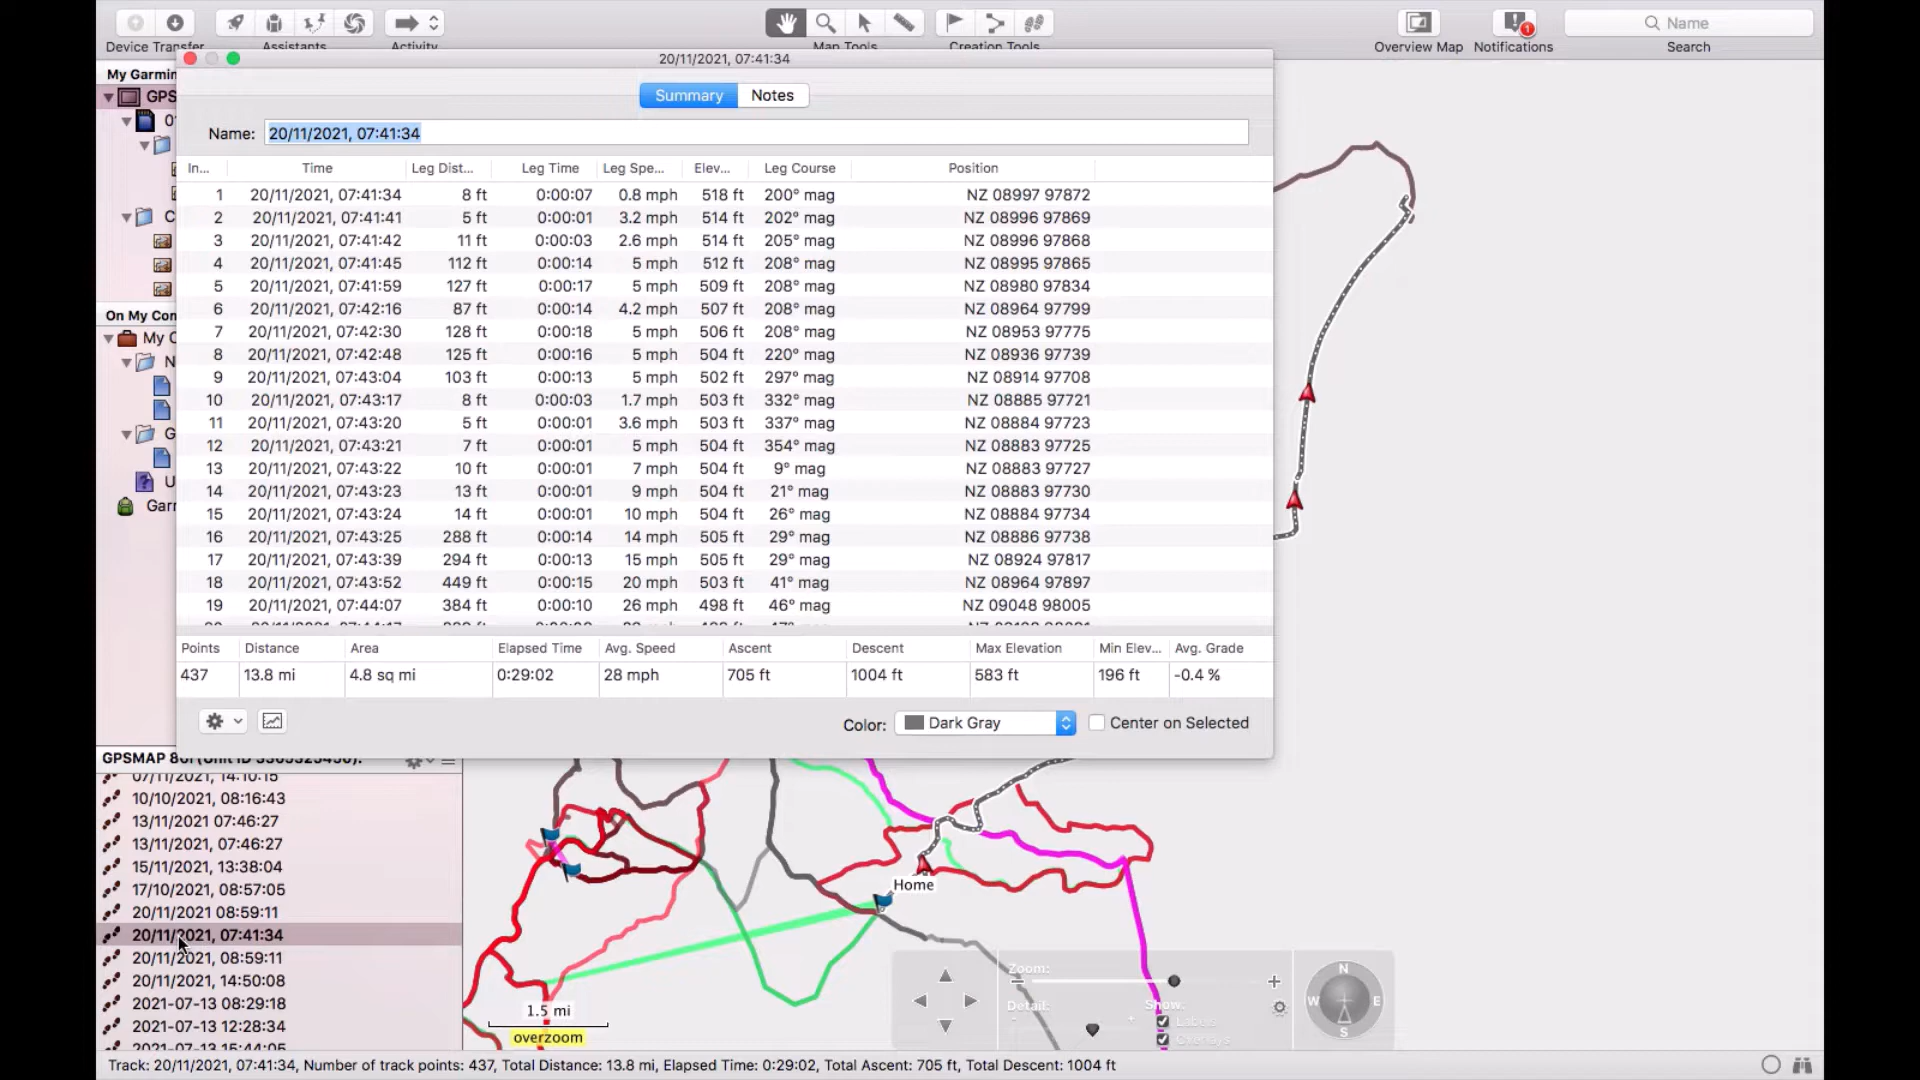 Device Transfer
Assistants
Activity
Map Tools
Creation Tools
Overview Map
Notifications
1
Name
Search
20/11/2021, 07:41:34
Summary
Notes
Name: 20/11/2021, 07:41:34
In... Time Leg Dist... Leg Time Leg Spe... Elev... Leg Course Position
1 20/11/2021, 07:41:34 8 ft 0:00:07 0.8 mph 518 ft 200° mag NZ 08997 97872
2 20/11/2021, 07:41:41 5 ft 0:00:01 3.2 mph 514 ft 202° mag NZ 08996 97869
3 20/11/2021, 07:41:42 11 ft 0:00:03 2.6 mph 514 ft 205° mag NZ 08996 97868
4 20/11/2021, 07:41:45 112 ft 0:00:14 5 mph 512 ft 208° mag NZ 08995 97865
5 20/11/2021, 07:41:59 127 ft 0:00:17 5 mph 509 ft 208° mag NZ 08980 97834
6 20/11/2021, 07:42:16 87 ft 0:00:14 4.2 mph 507 ft 208° mag NZ 08964 97799
7 20/11/2021, 07:42:30 128 ft 0:00:18 5 mph 506 ft 208° mag NZ 08953 97775
8 20/11/2021, 07:42:48 125 ft 0:00:16 5 mph 504 ft 220° mag NZ 08936 97739
9 20/11/2021, 07:43:04 103 ft 0:00:13 5 mph 502 ft 297° mag NZ 08914 97708
10 20/11/2021, 07:43:17 8 ft 0:00:03 1.7 mph 503 ft 332° mag NZ 08885 97721
11 20/11/2021, 07:43:20 5 ft 0:00:01 3.6 mph 503 ft 337° mag NZ 08884 97723
12 20/11/2021, 07:43:21 7 ft 0:00:01 5 mph 504 ft 354° mag NZ 08883 97725
13 20/11/2021, 07:43:22 10 ft 0:00:01 7 mph 504 ft 9° mag NZ 08883 97727
14 20/11/2021, 07:43:23 13 ft 0:00:01 9 mph 504 ft 21° mag NZ 08883 97730
15 20/11/2021, 07:43:24 14 ft 0:00:01 10 mph 504 ft 26° mag NZ 08884 97734
16 20/11/2021, 07:43:25 288 ft 0:00:14 14 mph 505 ft 29° mag NZ 08886 97738
17 20/11/2021, 07:43:39 294 ft 0:00:13 15 mph 505 ft 29° mag NZ 08924 97817
18 20/11/2021, 07:43:52 449 ft 0:00:15 20 mph 503 ft 41° mag NZ 08964 97897
19 20/11/2021, 07:44:07 384 ft 0:00:10 26 mph 498 ft 46° mag NZ 09048 98005
Points Distance Area Elapsed Time Avg. Speed Ascent Descent Max Elevation Min Elev... Avg. Grade
437 13.8 mi 4.8 sq mi 0:29:02 28 mph 705 ft 1004 ft 583 ft 196 ft -0.4 %
Color: Dark Gray
Center on Selected
My Garmin
GPS
0
C
On My Con
My C
N
G
U
Garr
07/11/2021, 14:10:15
10/10/2021, 08:16:43
13/11/2021 07:46:27
13/11/2021, 07:46:27
15/11/2021, 13:38:04
17/10/2021, 08:57:05
20/11/2021 08:59:11
20/11/2021, 07:41:34
20/11/2021, 08:59:11
20/11/2021, 14:50:08
2021-07-13 08:29:18
2021-07-13 12:28:34
2021-07-13 15:44:05
Home
1.5 mi
overzoom
Zoom:
Detail:
Show:
Labels
Overlays
N
W
E
S
Track: 20/11/2021, 07:41:34, Number of track points: 437, Total Distance: 13.8 mi, Elapsed Time: 0:29:02, Total Ascent: 705 ft, Total Descent: 1004 ft